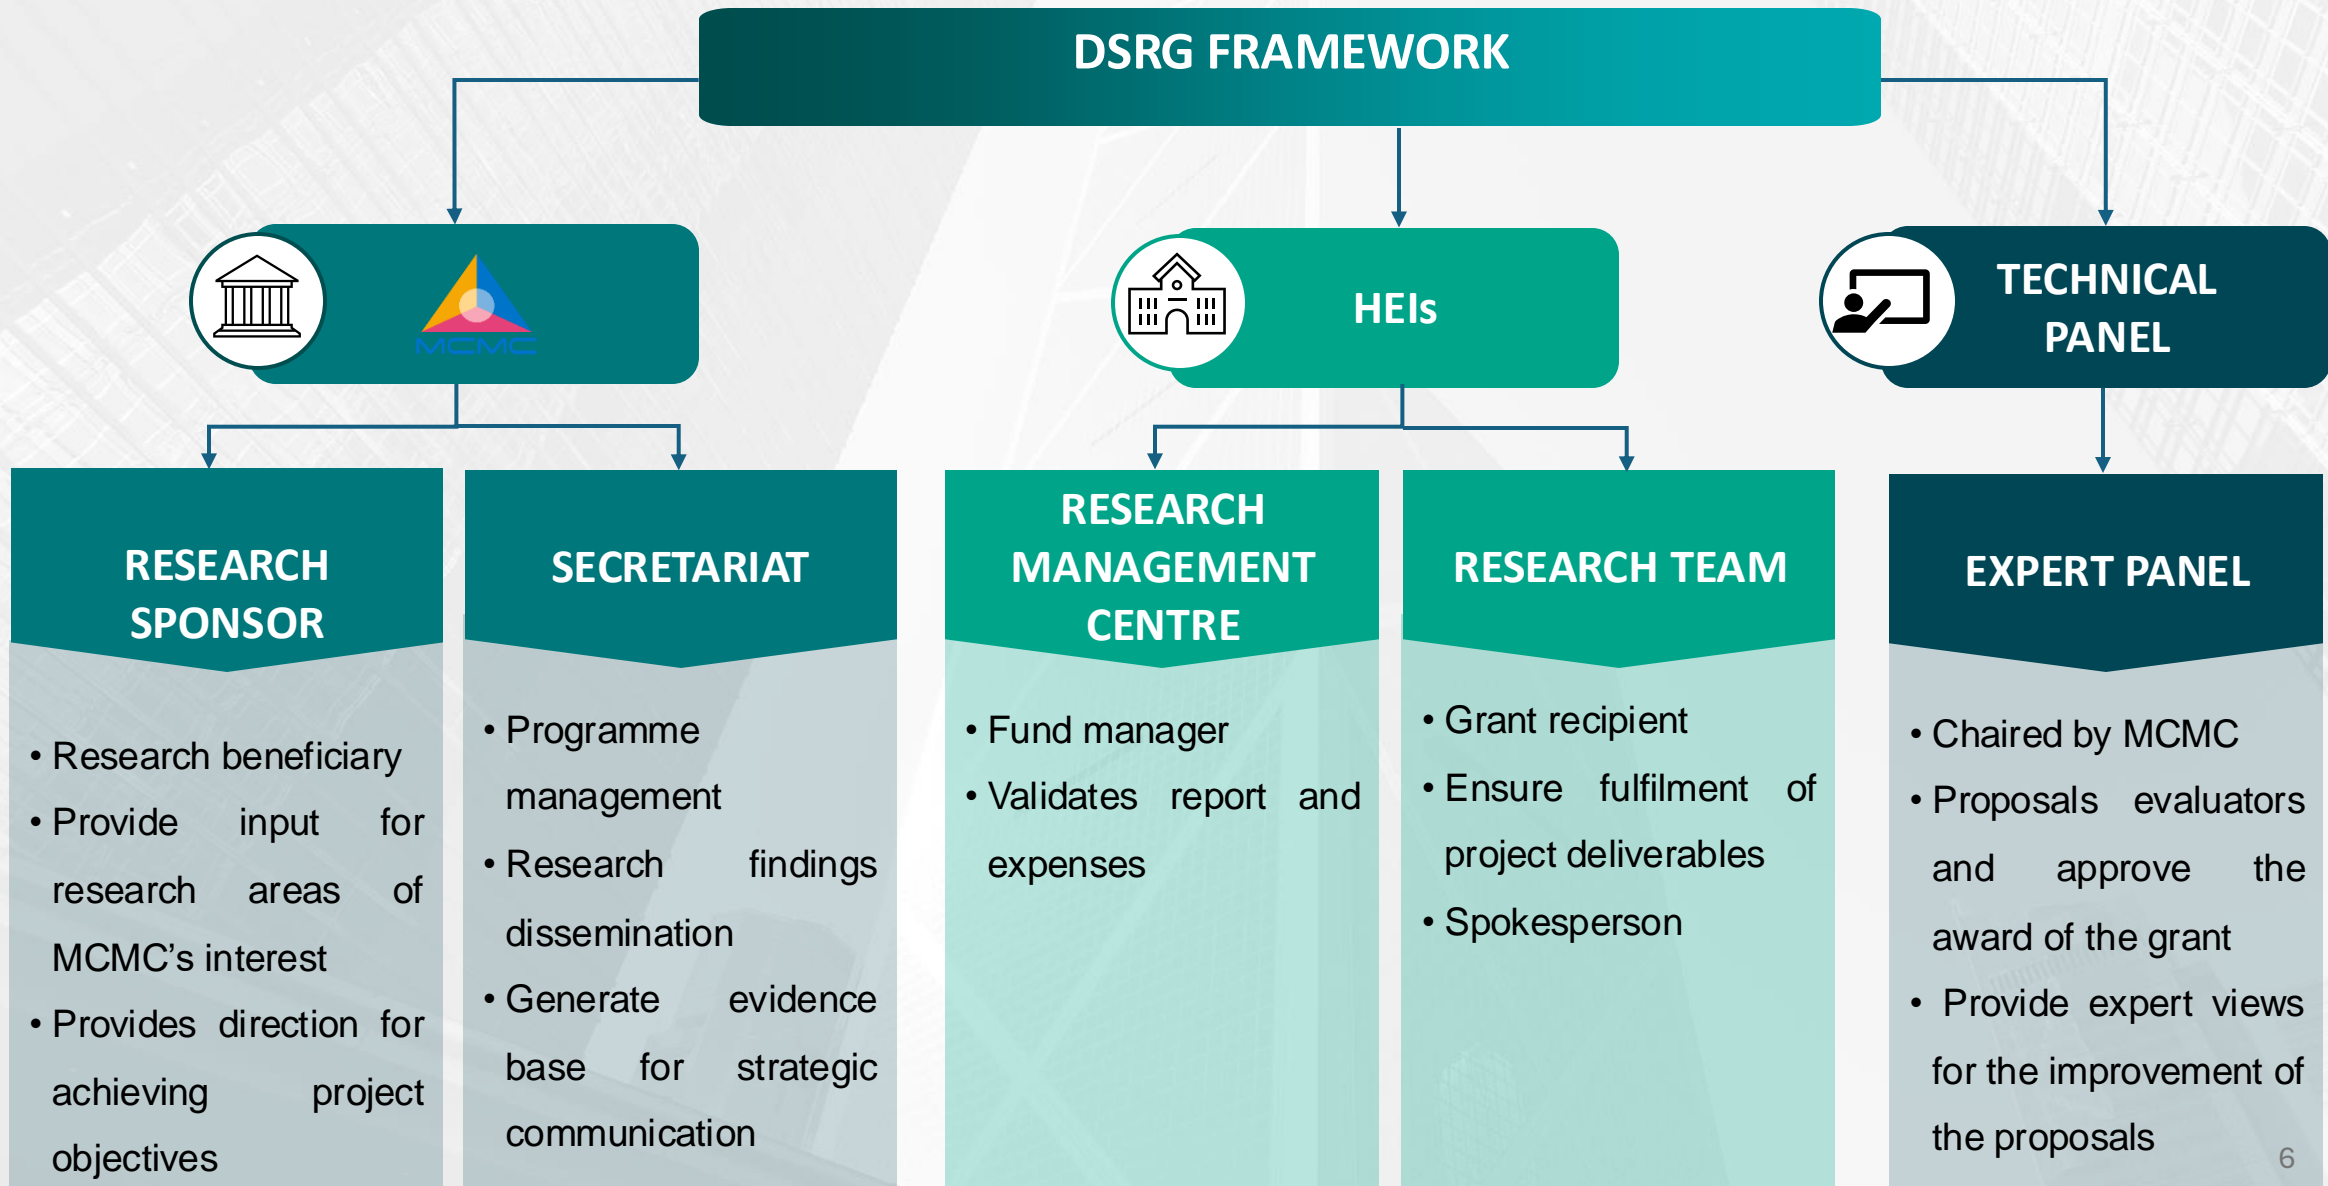 DSRG FRAMEWORK
MCMC
HEIs
TECHNICAL
PANEL
RESEARCH
SPONSOR
• Research beneficiary
• Provide input for
research areas of
MCMC’s interest
• Provides direction for
achieving project
objectives
SECRETARIAT
• Programme
management
• Research findings
dissemination
• Generate evidence
base for strategic
communication
RESEARCH
MANAGEMENT
CENTRE
• Fund manager
• Validates report and
expenses
RESEARCH TEAM
• Grant recipient
• Ensure fulfilment of
project deliverables
• Spokesperson
EXPERT PANEL
• Chaired by MCMC
• Proposals evaluators
and approve the
award of the grant
• Provide expert views
for the improvement of
the proposals
6